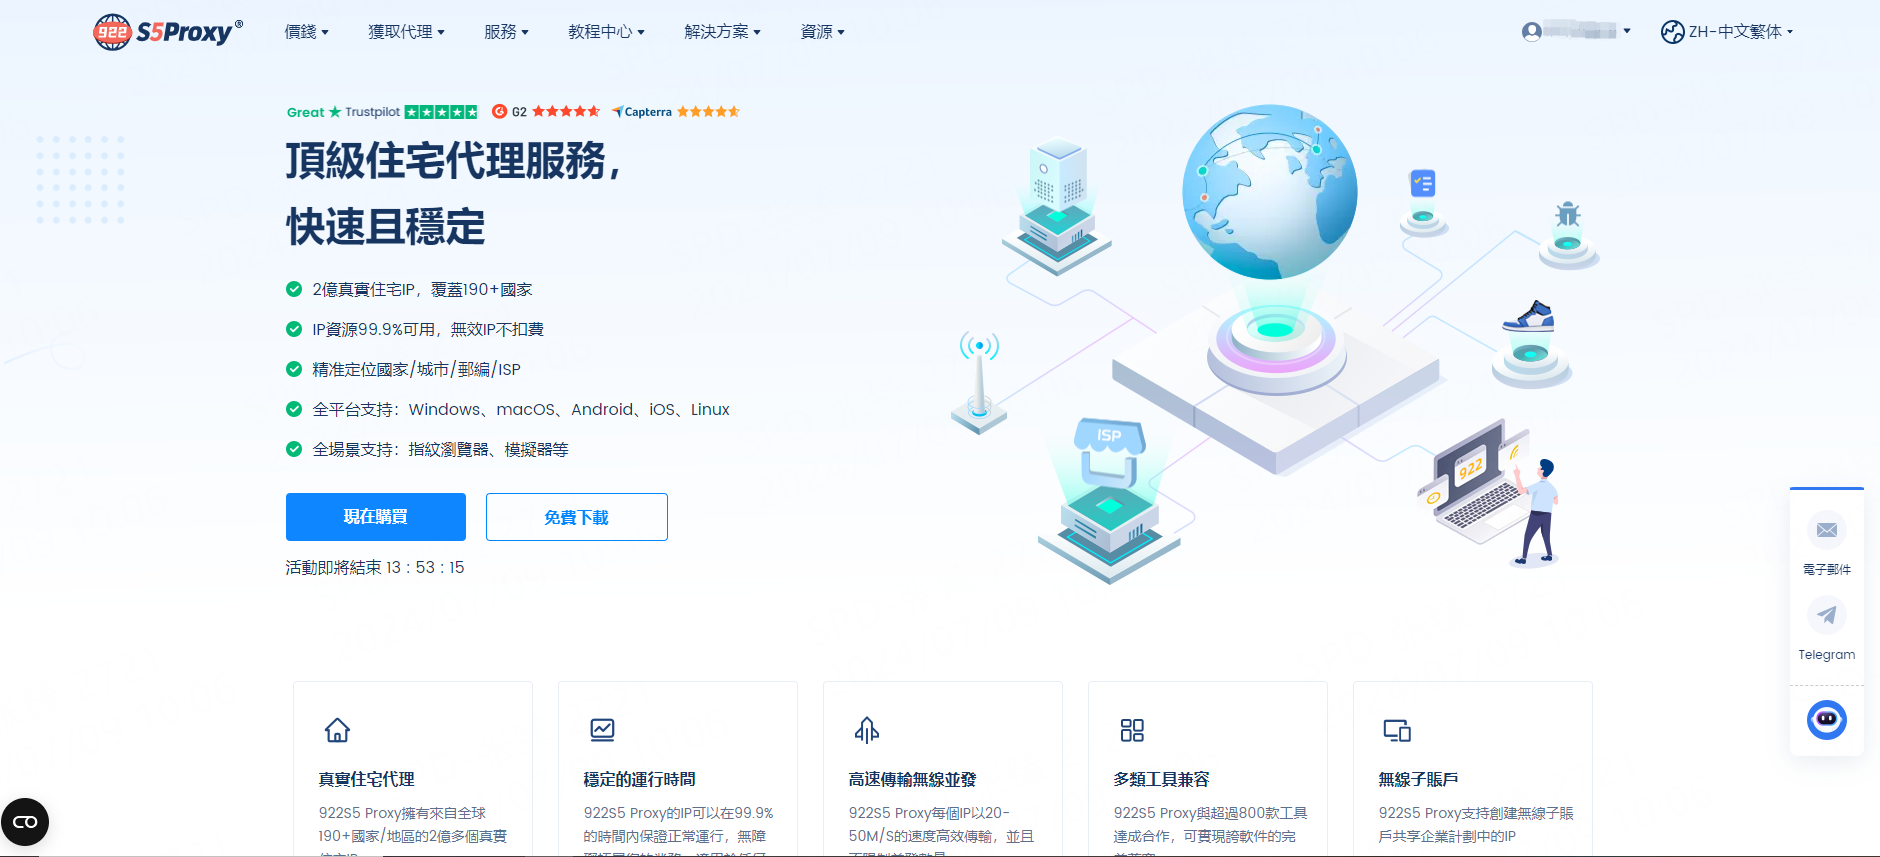 922 S5Proxy®
價錢
獲取代理
服務
教程中心
解決方案
資源
ZH-中文繁体
Great Trustpilot
G2
Capterra
頂級住宅代理服務,
快速且穩定
2億真實住宅IP，覆蓋190+國家
IP資源99.9%可用，無效IP不扣費
精准定位國家/城市/郵編/ISP
全平台支持：Windows、macOS、Android、iOS、Linux
全場景支持：指紋瀏覽器、模擬器等
現在購買
免費下載
活動即將結束 13 : 53 : 15
ISP
922
電子郵件
Telegram
真實住宅代理
922S5 Proxy擁有來自全球
190+國家/地區的2億多個真實
穩定的運行時間
922S5 Proxy的IP可以在99.9%
的時間内保證正常運行，無障
高速傳輸無線並發
922S5 Proxy每個IP以20-
50M/S的速度高效傳輸，並且
多類工具兼容
922S5 Proxy與超過800款工具
達成合作，可實現誇軟件的完
無線子賬戶
922S5 Proxy支持創建無線子賬
戶共享企業計劃中的IP